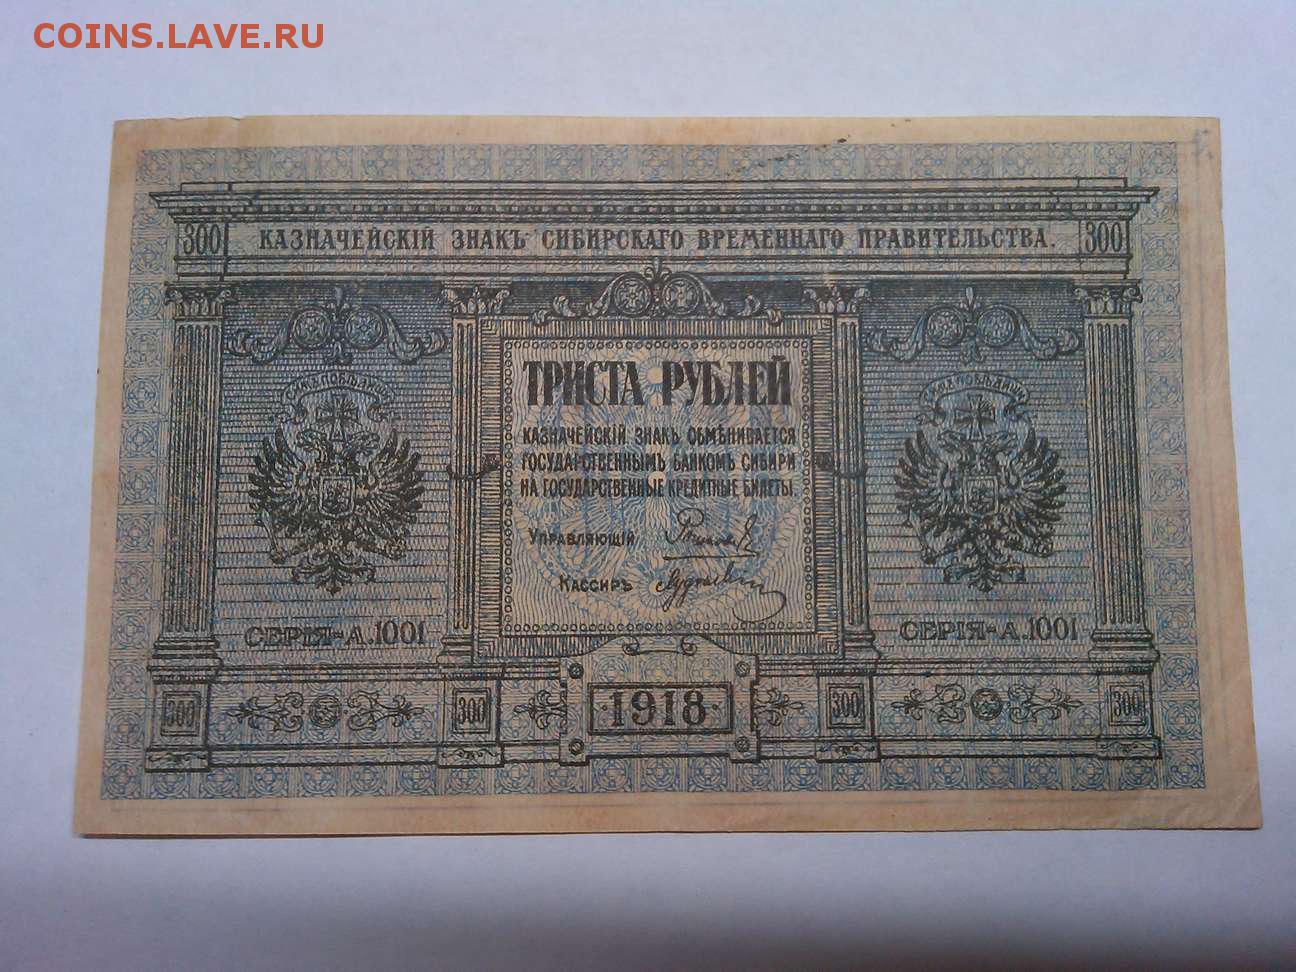 COINS.LAVE.RU
300 КАЗНАЧЕЙСКІЙ ЗНАКЪ СИБИРСКАГО ВРЕМЕННАГО ПРАВИТЕЛЬСТВА. 300
ТРИСТА РУБЛЕЙ
КАЗНАЧЕЙСКІЙ ЗНАКЪ ОБМѢНИВАЕТСЯ
ГОСУДАРСТВЕННЫМЪ БАНКОМЪ СИБИРИ
НА ГОСУДАРСТВЕННЫЕ КРЕДИТНЫЕ БИЛЕТЫ.
УПРАВЛЯЮЩІЙ
КАССИРЪ
СЕРІЯ-А.1001 СЕРІЯ-А.1001
300 300 1918 300 300